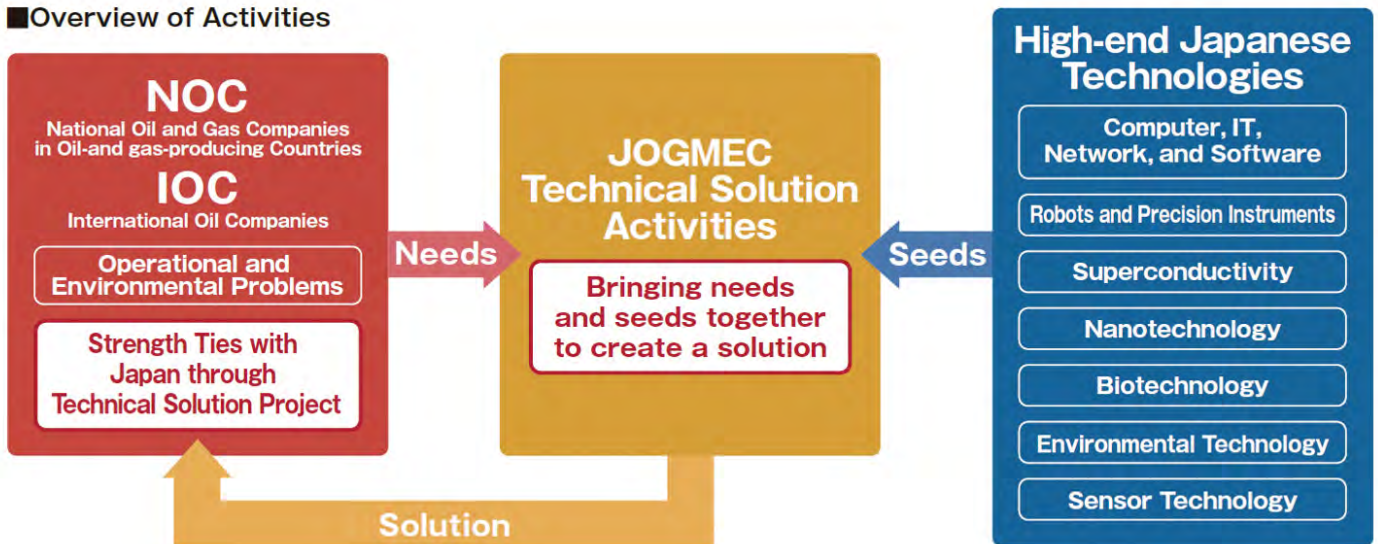 ■Overview of Activities
NOC
National Oil and Gas Companies
in Oil-and gas-producing Countries
IOC
International Oil Companies
Operational and
Environmental Problems
Strength Ties with
Japan through
Technical Solution Project
Needs
JOGMEC
Technical Solution
Activities
Bringing needs
and seeds together
to create a solution
Seeds
High-end Japanese
Technologies
Computer, IT,
Network, and Software
Robots and Precision Instruments
Superconductivity
Nanotechnology
Biotechnology
Environmental Technology
Sensor Technology
Solution